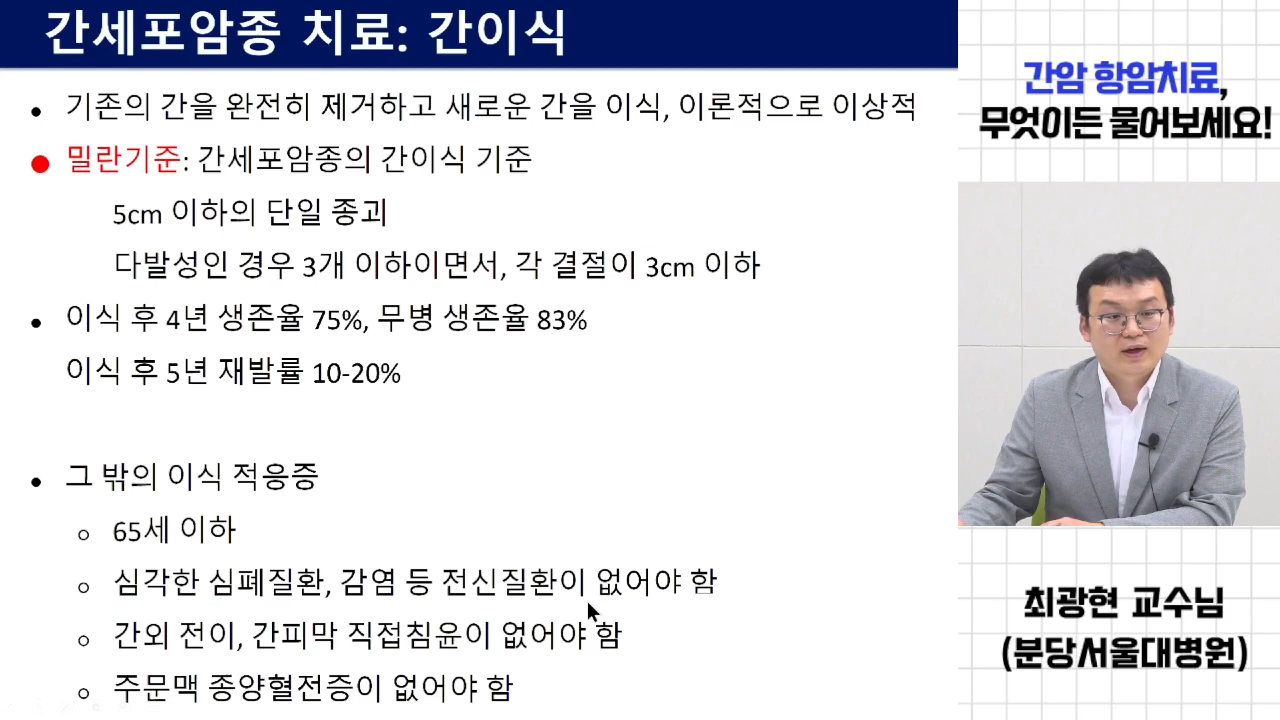 간세포암종 치료: 간이식
• 기존의 간을 완전히 제거하고 새로운 간을 이식, 이론적으로 이상적
• 밀란기준: 간세포암종의 간이식 기준
5cm 이하의 단일 종괴
다발성인 경우 3개 이하이면서, 각 결절이 3cm 이하
• 이식 후 4년 생존율 75%, 무병 생존율 83%
이식 후 5년 재발률 10-20%
• 그 밖의 이식 적응증
○ 65세 이하
○ 심각한 심폐질환, 감염 등 전신질환이 없어야 함
○ 간외 전이, 간피막 직접침윤이 없어야 함
○ 주문맥 종양혈전증이 없어야 함
간암 항암치료,
무엇이든 물어보세요!
최광현 교수님
(분당서울대병원)